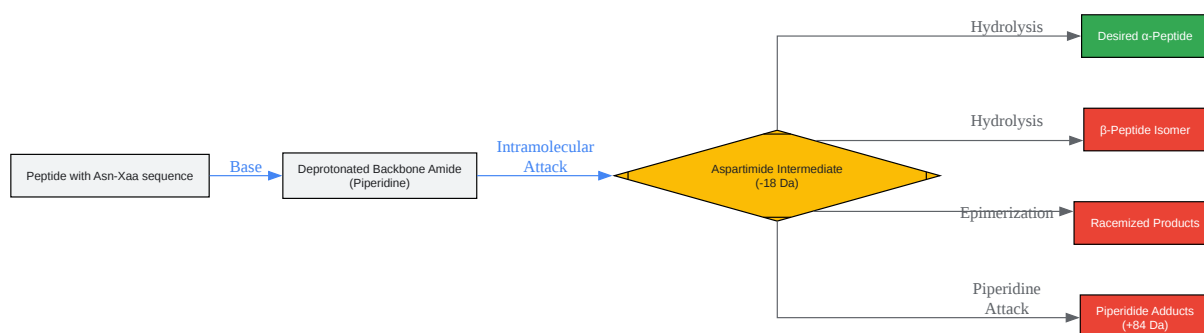 Peptide with Asn-Xaa sequence
Base
Deprotonated Backbone Amide
(Piperidine)
Intramolecular
Attack
Aspartimide Intermediate
(-18 Da)
Hydrolysis
Desired α-Peptide
Hydrolysis
β-Peptide Isomer
Epimerization
Racemized Products
Piperidine
Attack
Piperidide Adducts
(+84 Da)